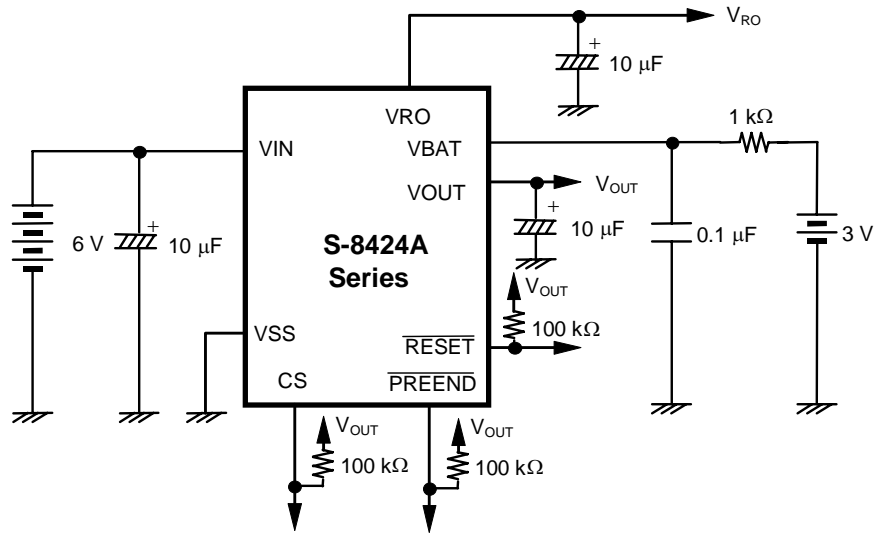 V_RO
+
10 µF
1 kΩ
VRO
VIN
VBAT
VOUT
V_OUT
+
+
6 V
10 µF
S-8424A
Series
10 µF
0.1 µF
3 V
V_OUT
VSS
100 kΩ
RESET
CS
PREEND
V_OUT
V_OUT
100 kΩ
100 kΩ